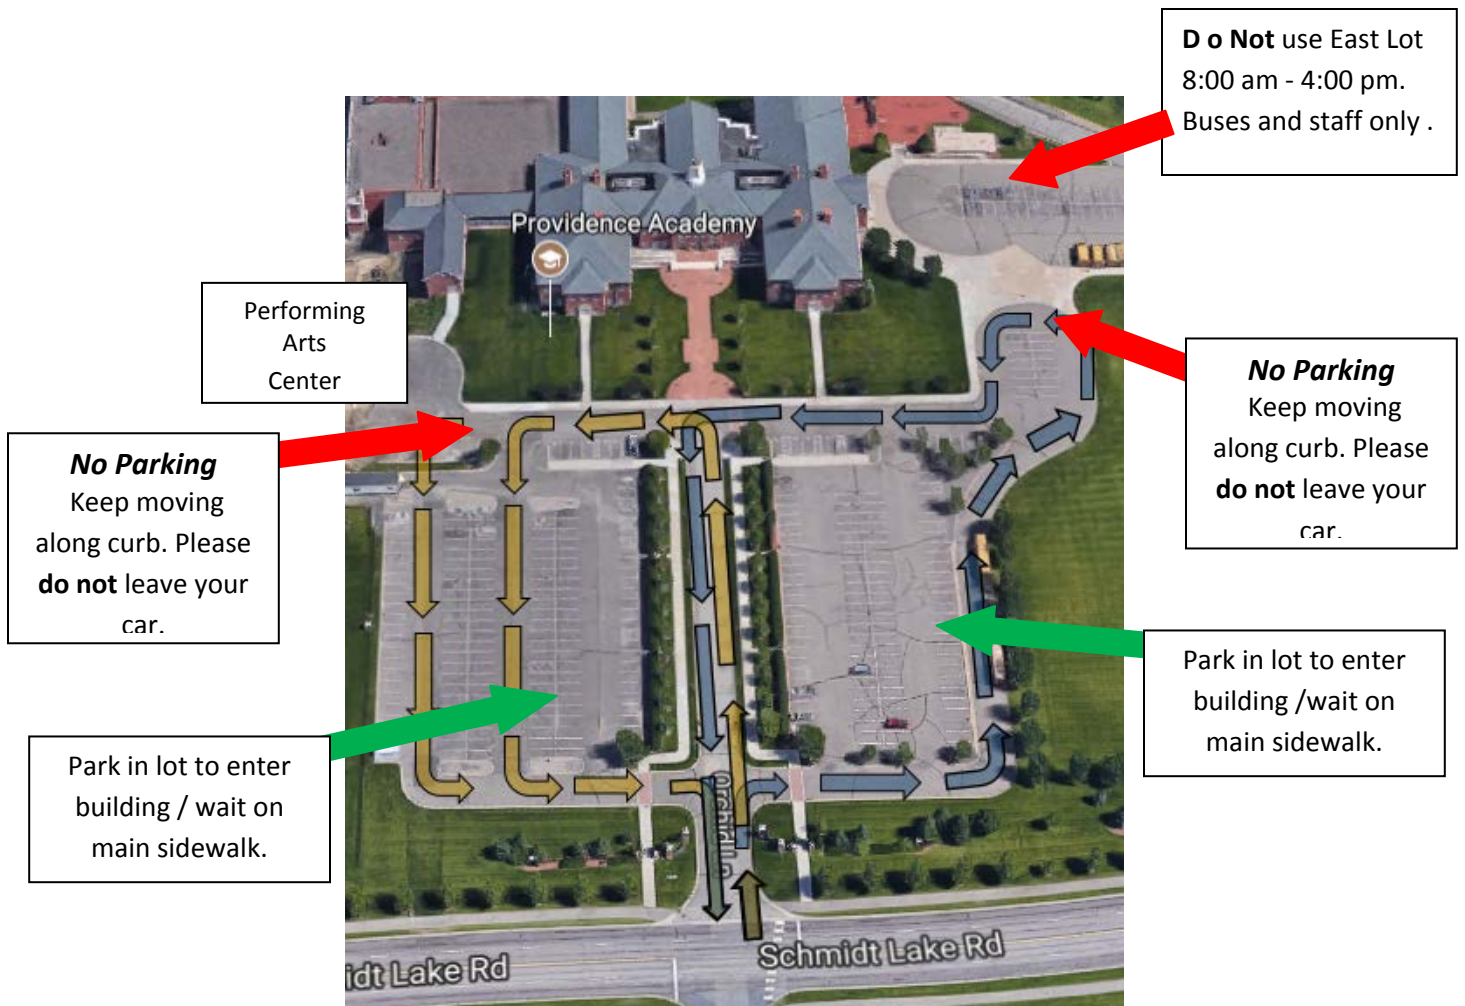 D o Not use East Lot
8:00 am - 4:00 pm.
Buses and staff only .
Providence Academy
Performing
Arts
Center
No Parking
Keep moving
along curb. Please
do not leave your
car.
No Parking
Keep moving
along curb. Please
do not leave your
car.
Park in lot to enter
building /wait on
main sidewalk.
Park in lot to enter
building / wait on
main sidewalk.
Orchid Ln
Schmidt Lake Rd
idt Lake Rd